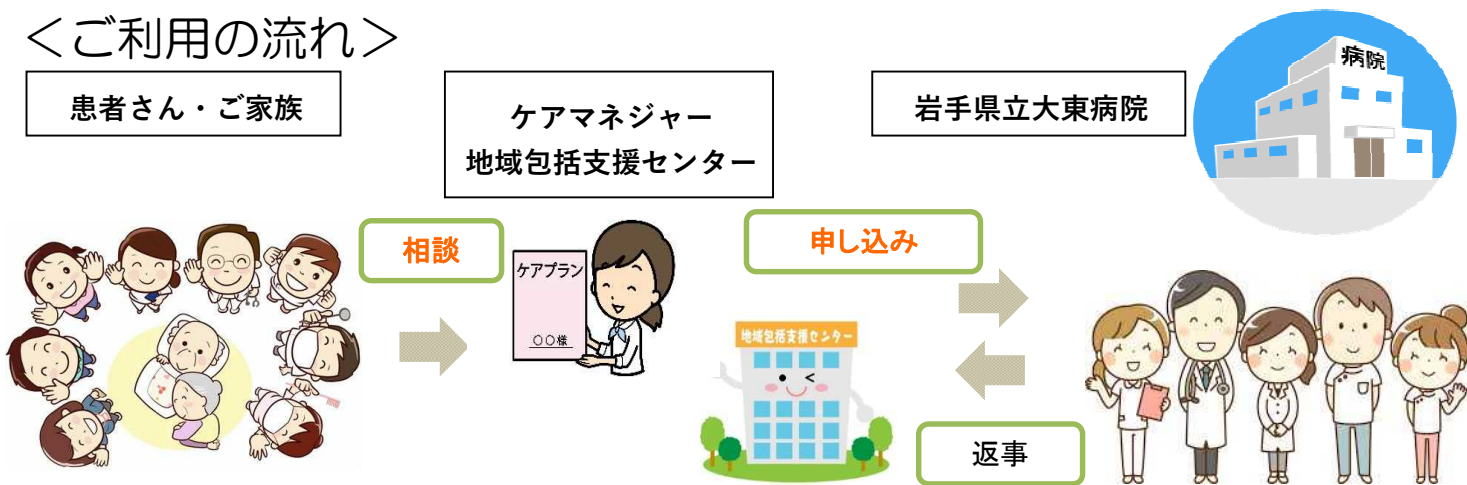 ＜ご利用の流れ＞
患者さん・ご家族
ケアマネジャー
地域包括支援センター
岩手県立大東病院
病院
相談
申し込み
ケアプラン
○○様
地域包括支援センター
返事